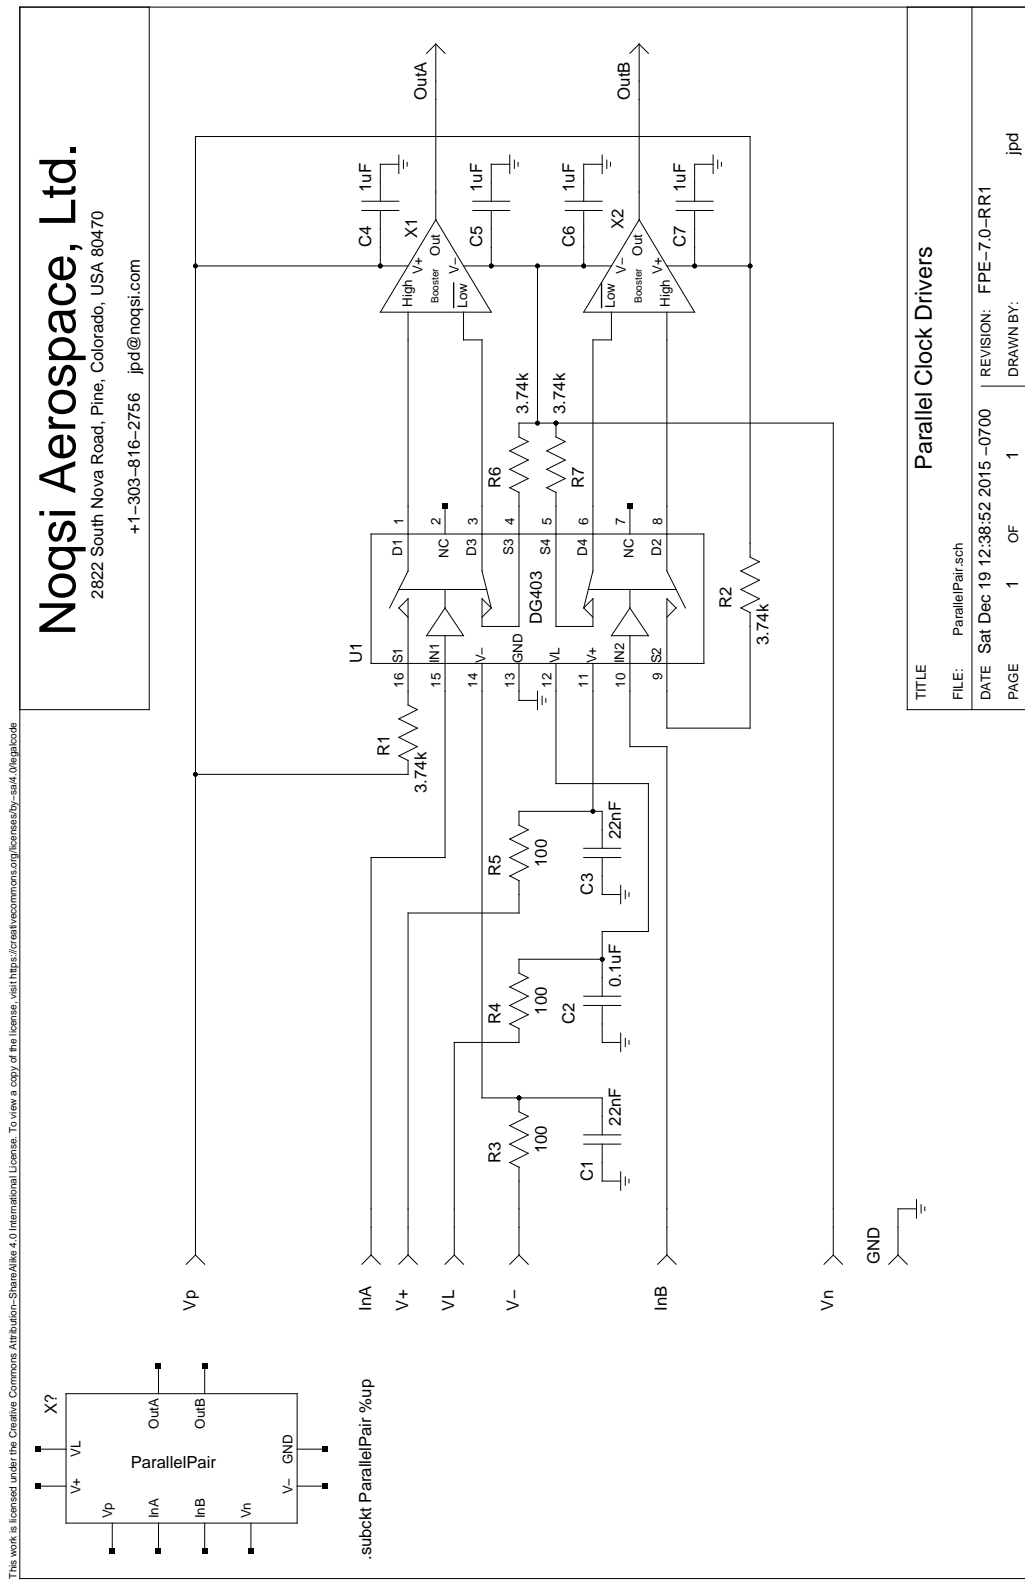 This work is licensed under the Creative Commons Attribution−ShareAlike 4.0 International License. To view a copy of the license, visit https://creativecommons.org/licenses/by−sa/4.0/legalcode
Noqsi Aerospace, Ltd.
2822 South Nova Road, Pine, Colorado, USA 80470
+1−303−816−2756 jpd@noqsi.com
X?
V+
VL
Vp
InA
InB
Vn
OutA
OutB
ParallelPair
V−
GND
.subckt ParallelPair %up
Vp
InA
V+
VL
V−
InB
Vn
GND
R3
100
C1
22nF
R4
100
C2
0.1uF
R5
100
C3
22nF
R1
3.74k
U1
DG403
16
S1
15
IN1
14
V−
13
GND
12
VL
11
V+
10
IN2
9
S2
D1
1
NC
2
D3
3
S3
4
S4
5
D4
6
NC
7
D2
8
R2
3.74k
R6
3.74k
R7
3.74k
C4
1uF
X1
High
V+
Booster
Out
Low
V−
OutA
C5
1uF
C6
1uF
X2
Low
V−
Booster
Out
High
V+
OutB
C7
1uF
TITLE
Parallel Clock Drivers
FILE: ParallelPair.sch
DATE Sat Dec 19 12:38:52 2015 −0700
REVISION: FPE−7.0−RR1
PAGE 1 OF 1
DRAWN BY: jpd